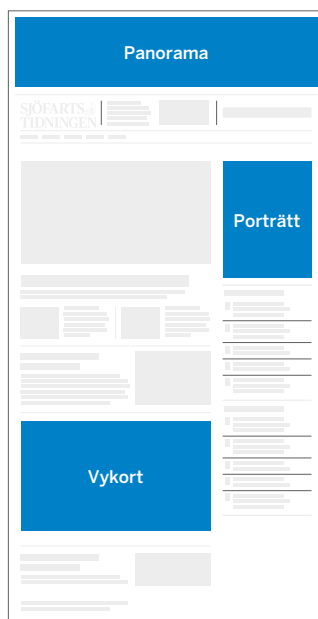 Panorama
SJÖFARTS
TIDNINGEN
Porträtt
Vykort